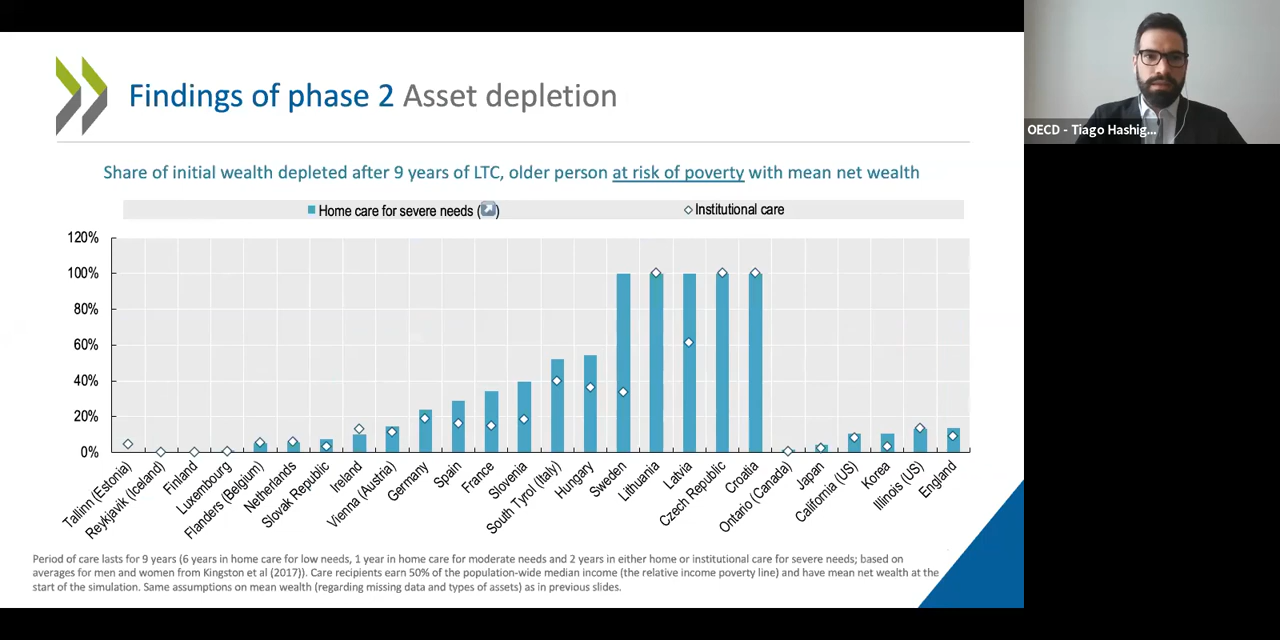 Findings of phase 2 Asset depletion
OECD - Tiago Hashig...
Share of initial wealth depleted after 9 years of LTC, older person at risk of poverty with mean net wealth
Home care for severe needs (↗)
Institutional care
120%
100%
80%
60%
40%
20%
0%
Tallinn (Estonia)
Reykjavik (Iceland)
Finland
Luxembourg
Flanders (Belgium)
Netherlands
Slovak Republic
Ireland
Vienna (Austria)
Germany
Spain
France
Slovenia
South Tyrol (Italy)
Hungary
Sweden
Lithuania
Latvia
Czech Republic
Croatia
Ontario (Canada)
Japan
California (US)
Korea
Illinois (US)
England
Period of care lasts for 9 years (6 years in home care for low needs, 1 year in home care for moderate needs and 2 years in either home or institutional care for severe needs; based on
averages for men and women from Kingston et al (2017)). Care recipients earn 50% of the population-wide median income (the relative income poverty line) and have mean net wealth at the
start of the simulation. Same assumptions on mean wealth (regarding missing data and types of assets) as in previous slides.